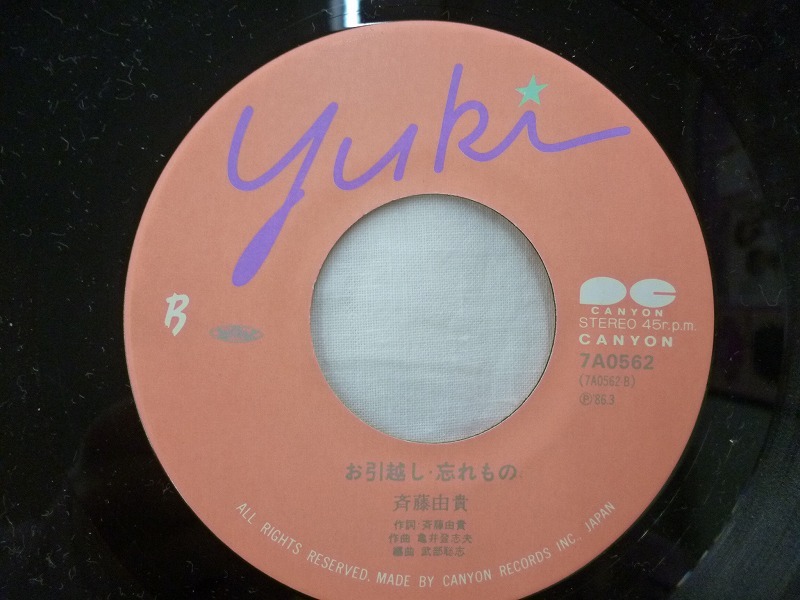 yuki
B
PC
CANYON
STEREO 45r.p.m.
CANYON
7A0562
(7A0562 B)
Ⓟ86.3
お引越し・忘れもの
斉藤由貴
作詞 斉藤由貴
作曲 亀井登志夫
編曲 武部聡志
ALL RIGHTS RESERVED. MADE BY CANYON RECORDS INC., JAPAN